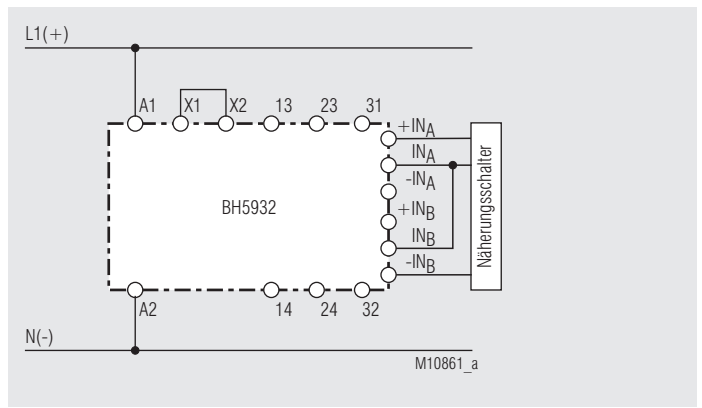 L1(+)
A1 X1 X2 13 23 31
+INA
INA
-INA
+INB
INB
-INB
BH5932
Näherungsschalter
A2 14 24 32
N(-)
M10861_a